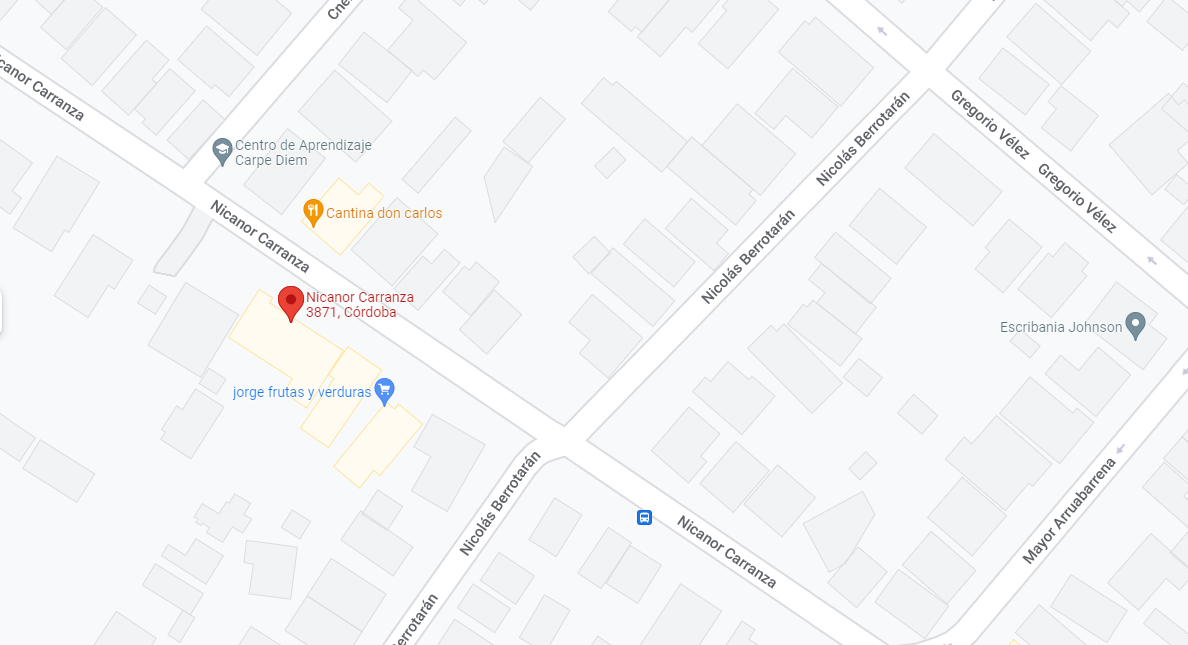 Nicanor Carranza
Centro de Aprendizaje
Carpe Diem
Cantina don carlos
Nicanor Carranza
Nicanor Carranza
3871, Córdoba
jorge frutas y verduras
Nicolás Berrotarán
Nicolás Berrotarán
Gregorio Vélez
Gregorio Vélez
Escribania Johnson
Nicolás Berrotarán
Nicanor Carranza
Mayor Arruabarrena
Berrotarán